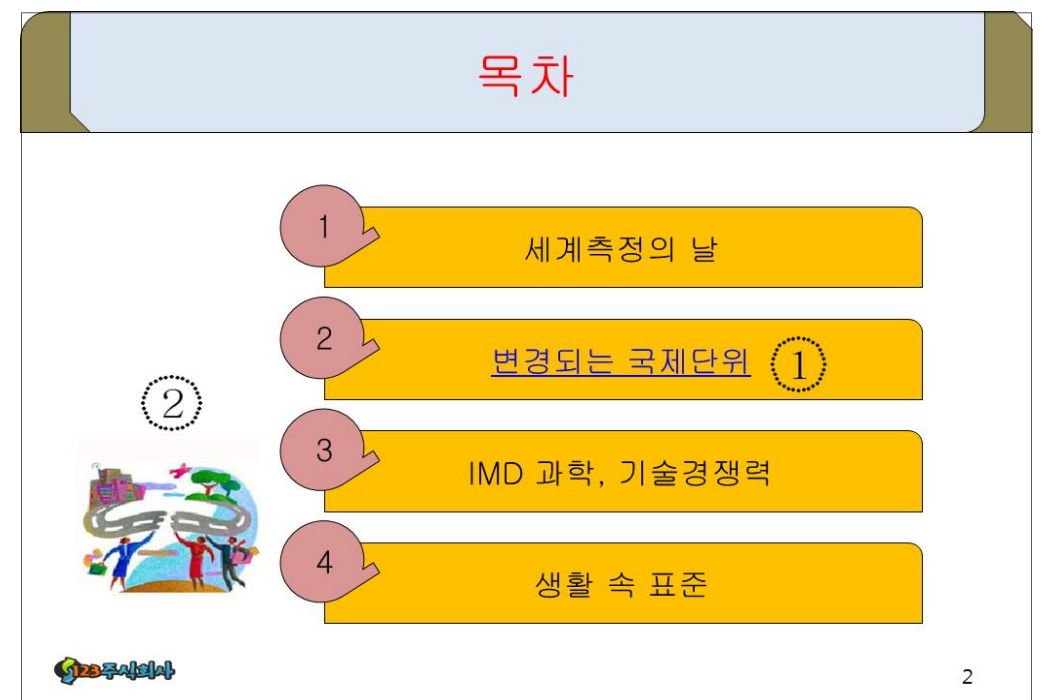 목차
1
세계측정의 날
2
변경되는 국제단위 ①
②
3
IMD 과학, 기술경쟁력
4
생활 속 표준
123주식회사
2